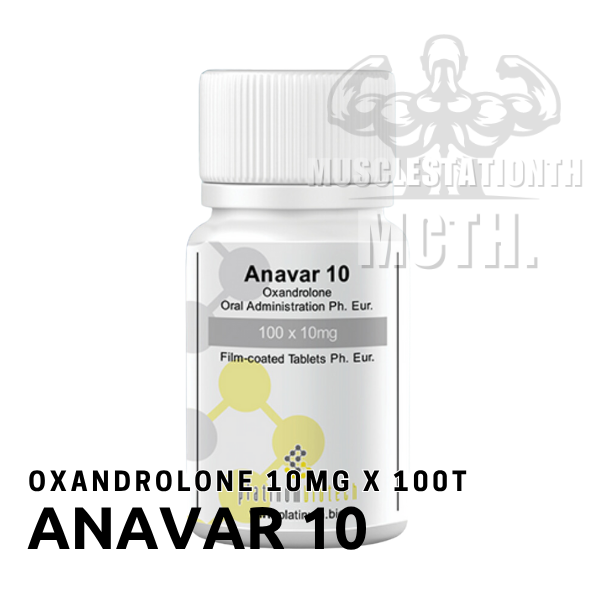 MUSCLESTATIONTH
MCTH.
Anavar 10
Oxandrolone
Oral Administration Ph. Eur.
100 x 10mg
Film-coated Tablets Ph. Eur.
OXANDROLONE 10MG X 100T
platinumbiotech
ANAVAR 10